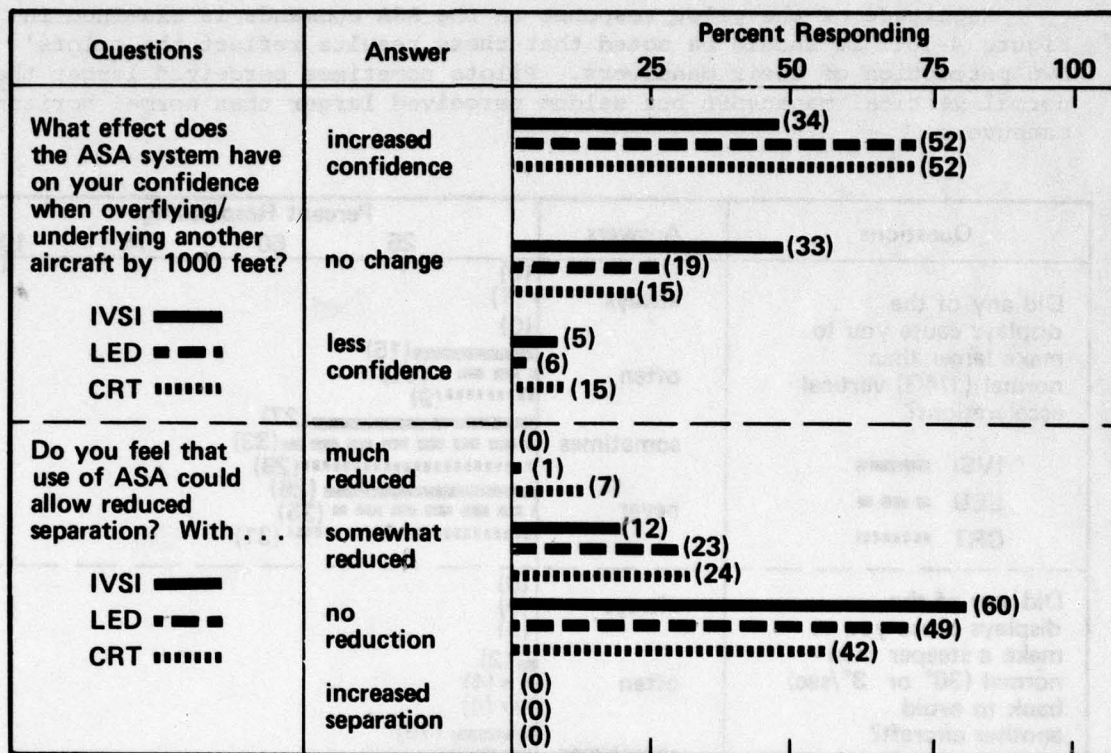 Questions
Answer
Percent Responding
25 50 75 100
What effect does
the ASA system have
on your confidence
when overflying/
underflying another
aircraft by 1000 feet?
IVSI
LED
CRT
increased
confidence
(34)
(52)
(52)
no change
(33)
(19)
(15)
less
confidence
(5)
(6)
(15)
Do you feel that
use of ASA could
allow reduced
separation? With ...
IVSI
LED
CRT
much
reduced
(0)
(1)
(7)
somewhat
reduced
(12)
(23)
(24)
no
reduction
(60)
(49)
(42)
increased
separation
(0)
(0)
(0)